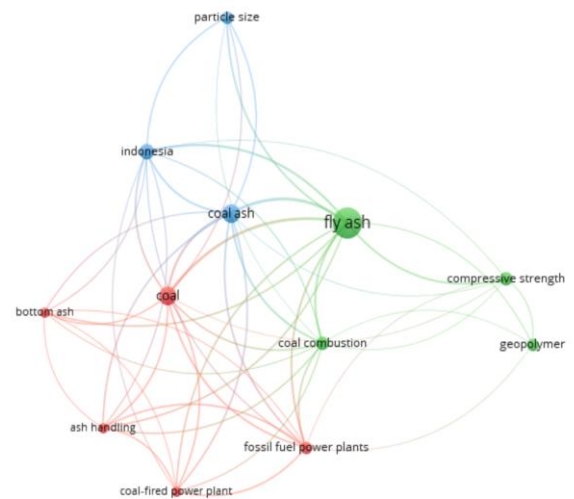 particle size
indonesia
coal ash
fly ash
compressive strength
coal
bottom ash
coal combustion
geopolymer
ash handling
fossil fuel power plants
coal-fired power plant